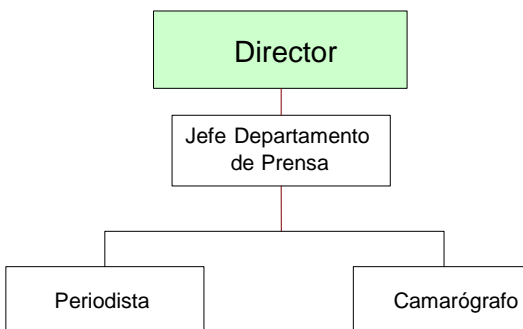 Director
Jefe Departamento
de Prensa
Periodista
Camarógrafo